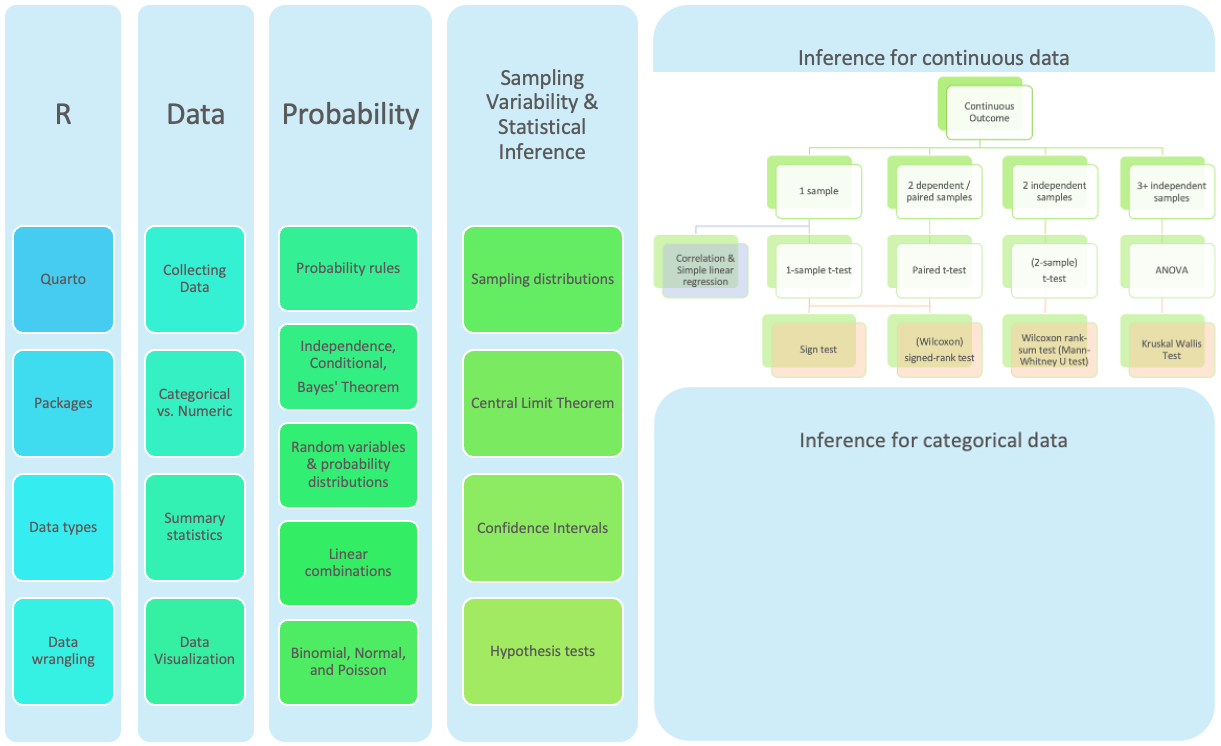 R
Quarto
Packages
Data types
Data
wrangling
Data
Collecting
Data
Categorical
vs. Numeric
Summary
statistics
Data
Visualization
Probability
Probability rules
Independence,
Conditional,
Bayes' Theorem
Random variables
& probability
distributions
Linear
combinations
Binomial, Normal,
and Poisson
Sampling
Variability &
Statistical
Inference
Sampling distributions
Central Limit Theorem
Confidence Intervals
Hypothesis tests
Inference for continuous data
Continuous
Outcome
1 sample
2 dependent /
paired samples
2 independent
samples
3+ independent
samples
Correlation &
Simple linear
regression
1-sample t-test
Paired t-test
(2-sample)
t-test
ANOVA
Sign test
(Wilcoxon)
signed-rank test
Wilcoxon rank-
sum test (Mann-
Whitney U test)
Kruskal Wallis
Test
Inference for categorical data